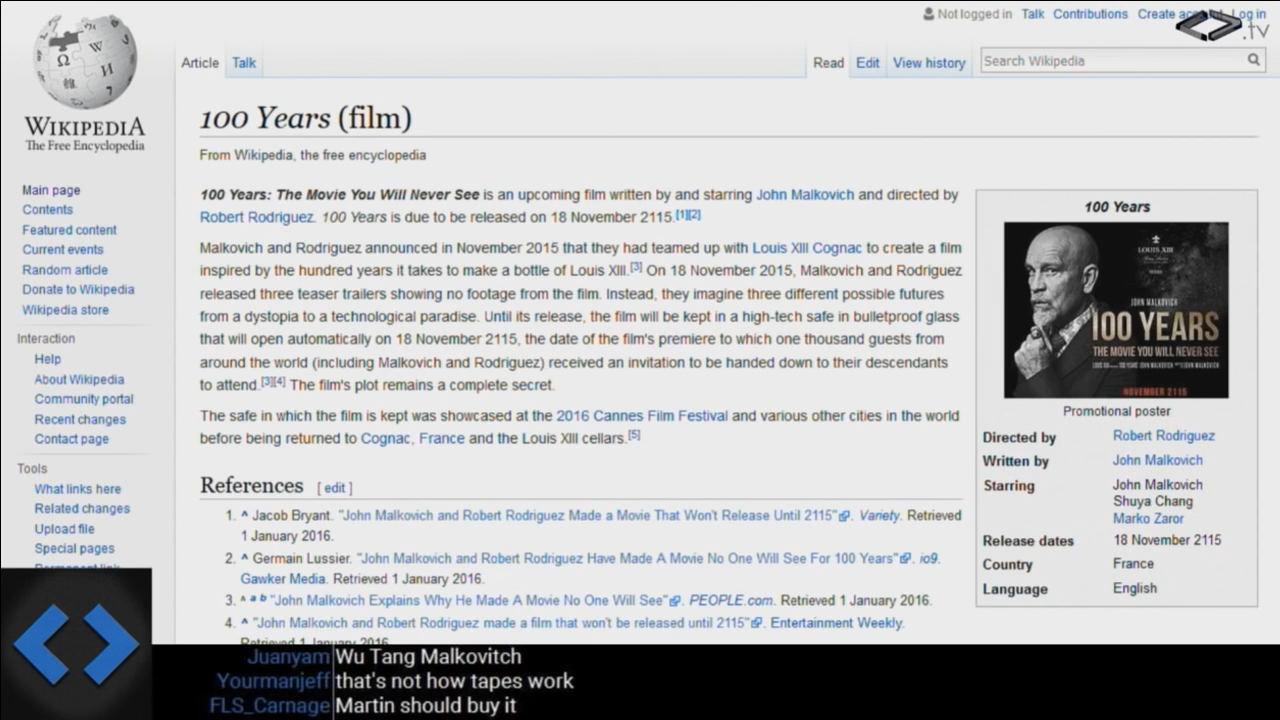 Not logged in Talk Contributions Create Log in
.tv
Article Talk
Read Edit View history
Search Wikipedia
WIKIPEDIA
The Free Encyclopedia
100 Years (film)
From Wikipedia, the free encyclopedia
Main page
Contents
Featured content
Current events
Random article
Donate to Wikipedia
Wikipedia store
Interaction
Help
About Wikipedia
Community portal
Recent changes
Contact page
Tools
What links here
Related changes
Upload file
Special pages
Permanent link
100 Years: The Movie You Will Never See is an upcoming film written by and starring John Malkovich and directed by
Robert Rodriguez. 100 Years is due to be released on 18 November 2115.[1][2]
Malkovich and Rodriguez announced in November 2015 that they had teamed up with Louis XIII Cognac to create a film
inspired by the hundred years it takes to make a bottle of Louis XIII.[3] On 18 November 2015, Malkovich and Rodriguez
released three teaser trailers showing no footage from the film. Instead, they imagine three different possible futures
from a dystopia to a technological paradise. Until its release, the film will be kept in a high-tech safe in bulletproof glass
that will open automatically on 18 November 2115, the date of the film's premiere to which one thousand guests from
around the world (including Malkovich and Rodriguez) received an invitation to be handed down to their descendants
to attend.[3][4] The film's plot remains a complete secret.
The safe in which the film is kept was showcased at the 2016 Cannes Film Festival and various other cities in the world
before being returned to Cognac, France and the Louis XIII cellars.[5]
References [ edit ]
1. ^ Jacob Bryant. "John Malkovich and Robert Rodriguez Made a Movie That Won't Release Until 2115". Variety. Retrieved
1 January 2016.
2. ^ Germain Lussier. "John Malkovich and Robert Rodriguez Have Made A Movie No One Will See For 100 Years". io9.
Gawker Media. Retrieved 1 January 2016.
3. ^ a b "John Malkovich Explains Why He Made A Movie No One Will See". PEOPLE.com. Retrieved 1 January 2016.
4. ^ "John Malkovich and Robert Rodriguez made a film that won't be released until 2115". Entertainment Weekly.
Retrieved 1 January 2016.
100 Years
LOUIS XIII
JOHN MALKOVICH
100 YEARS
THE MOVIE YOU WILL NEVER SEE
NOVEMBER 2115
Promotional poster
Directed by Robert Rodriguez
Written by John Malkovich
Starring John Malkovich
Shuya Chang
Marko Zaror
Release dates 18 November 2115
Country France
Language English
Juanyam Wu Tang Malkovitch
Yourmanjeff that's not how tapes work
FLS_Carnage Martin should buy it